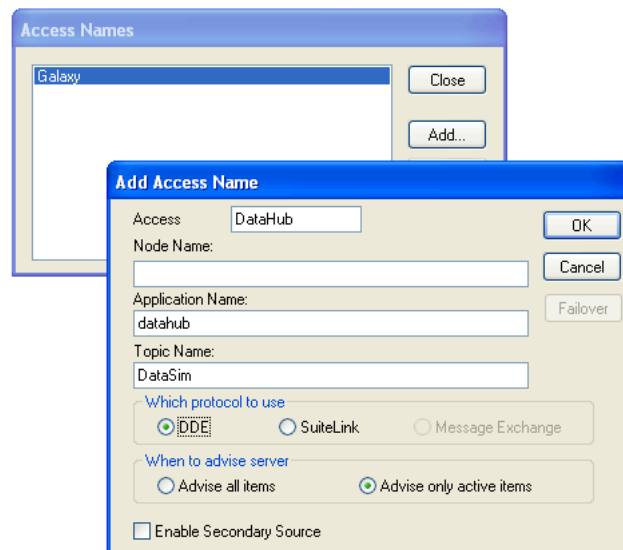 Access Names
Galaxy
Close
Add...
Add Access Name
Access DataHub
OK
Node Name:
Cancel
Application Name:
Failover
datahub
Topic Name:
DataSim
Which protocol to use
DDE SuiteLink Message Exchange
When to advise server
Advise all items Advise only active items
Enable Secondary Source